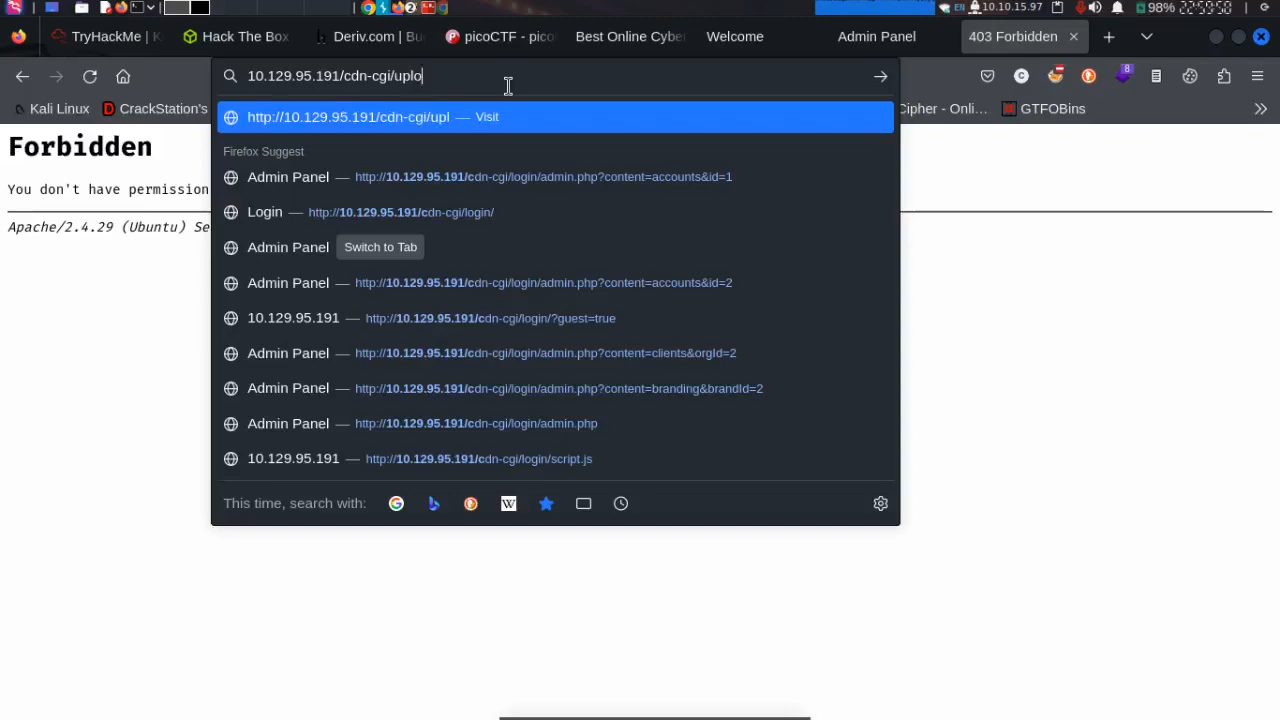 2
10.10.15.97
EN
98%
22:59:58
TryHackMe | K
Hack The Box
Deriv.com | Bu
picoCTF - pico
Best Online Cybe
Welcome
Admin Panel
403 Forbidden
10.129.95.191/cdn-cgi/uplo
8
Kali Linux
CrackStation's
Cipher - Onli…
GTFOBins
http://10.129.95.191/cdn-cgi/upl — Visit
Firefox Suggest
Admin Panel — http://10.129.95.191/cdn-cgi/login/admin.php?content=accounts&id=1
Login — http://10.129.95.191/cdn-cgi/login/
Admin Panel Switch to Tab
Admin Panel — http://10.129.95.191/cdn-cgi/login/admin.php?content=accounts&id=2
10.129.95.191 — http://10.129.95.191/cdn-cgi/login/?guest=true
Admin Panel — http://10.129.95.191/cdn-cgi/login/admin.php?content=clients&orgId=2
Admin Panel — http://10.129.95.191/cdn-cgi/login/admin.php?content=branding&brandId=2
Admin Panel — http://10.129.95.191/cdn-cgi/login/admin.php
10.129.95.191 — http://10.129.95.191/cdn-cgi/login/script.js
This time, search with:
Forbidden
You don't have permission
Apache/2.4.29 (Ubuntu) Se